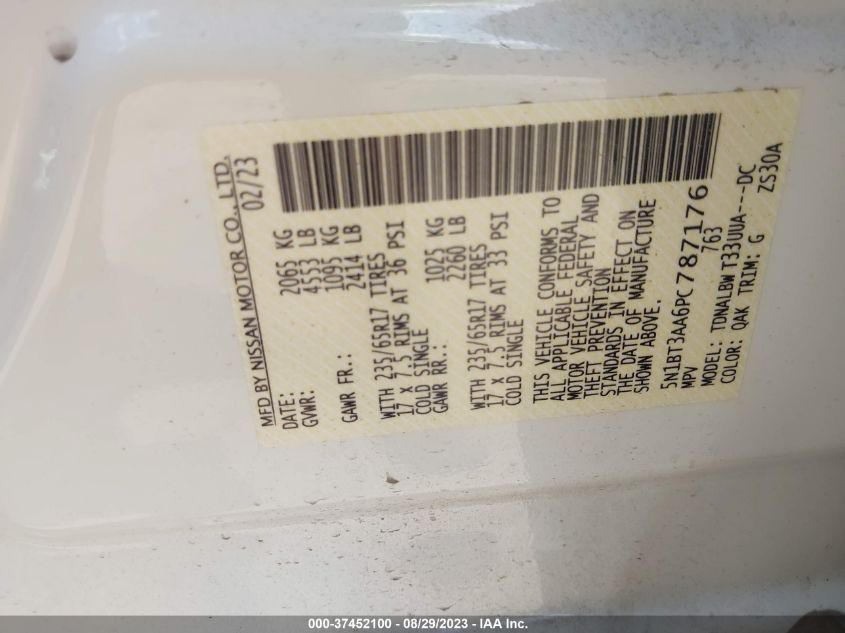 MFD BY NISSAN MOTOR CO., LTD.
DATE: 02/23
GVWR: 2065 KG
4553 LB
GAWR FR.: 1095 KG
2414 LB
WITH 235/65R17 TIRES
17 X 7.5 RIMS AT 36 PSI
COLD SINGLE
GAWR RR.: 1025 KG
2260 LB
WITH 235/65R17 TIRES
17 X 7.5 RIMS AT 33 PSI
COLD SINGLE
THIS VEHICLE CONFORMS TO
ALL APPLICABLE FEDERAL
MOTOR VEHICLE SAFETY AND
THEFT PREVENTION
STANDARDS IN EFFECT ON
THE DATE OF MANUFACTURE
SHOWN ABOVE.
5N1BT3AA6PC787176
MPV 763
MODEL: TDNALBW T33UUA---DC
COLOR: QAK TRIM: G ZS30A
000-37452100 - 08/29/2023 - IAA Inc.